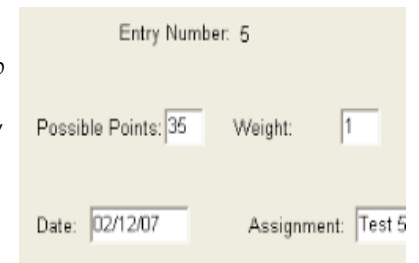 Entry Number: 5
Possible Points: 35 Weight: 1
Date: 02/12/07 Assignment: Test 5